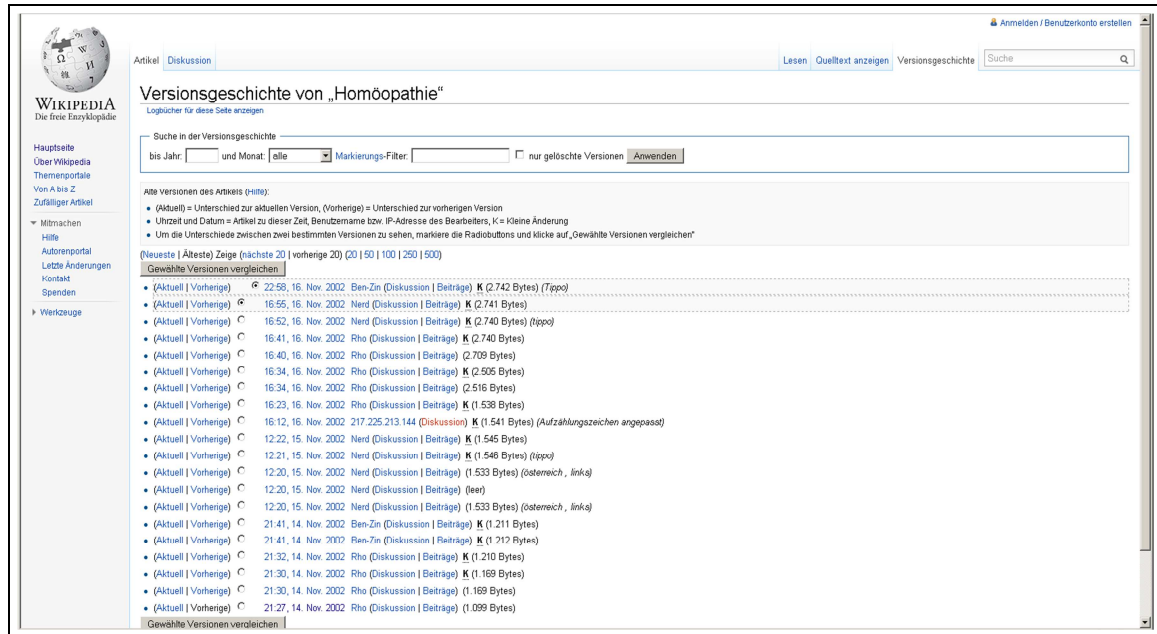 Anmelden / Benutzerkonto erstellen
Artikel Diskussion Lesen Quelltext anzeigen Versionsgeschichte Suche
WIKIPEDIA
Die freie Enzyklopädie
Hauptseite
Über Wikipedia
Themenportale
Von A bis Z
Zufälliger Artikel
Mitmachen
Hilfe
Autorenportal
Letzte Änderungen
Kontakt
Spenden
Werkzeuge
Versionsgeschichte von „Homöopathie“
Logbücher für diese Seite anzeigen
Suche in der Versionsgeschichte
bis Jahr: und Monat: alle Markierungs-Filter: nur gelöschte Versionen Anwenden
Alte Versionen des Artikels (Hilfe):
• (Aktuell) = Unterschied zur aktuellen Version, (Vorherige) = Unterschied zur vorherigen Version
• Uhrzeit und Datum = Artikel zu dieser Zeit, Benutzername bzw. IP-Adresse des Bearbeiters, K = Kleine Änderung
• Um die Unterschiede zwischen zwei bestimmten Versionen zu sehen, markiere die Radiobuttons und klicke auf „Gewählte Versionen vergleichen“
(Neueste | Älteste) Zeige (nächste 20 | vorherige 20) (20 | 50 | 100 | 250 | 500)
Gewählte Versionen vergleichen
• (Aktuell | Vorherige) 22:58, 16. Nov. 2002 Ben-Zin (Diskussion | Beiträge) K (2.742 Bytes) (Tippo)
• (Aktuell | Vorherige) 16:55, 16. Nov. 2002 Nerd (Diskussion | Beiträge) K (2.741 Bytes)
• (Aktuell | Vorherige) 16:52, 16. Nov. 2002 Nerd (Diskussion | Beiträge) K (2.740 Bytes) (tippo)
• (Aktuell | Vorherige) 16:41, 16. Nov. 2002 Rho (Diskussion | Beiträge) K (2.740 Bytes)
• (Aktuell | Vorherige) 16:40, 16. Nov. 2002 Rho (Diskussion | Beiträge) (2.709 Bytes)
• (Aktuell | Vorherige) 16:34, 16. Nov. 2002 Rho (Diskussion | Beiträge) K (2.505 Bytes)
• (Aktuell | Vorherige) 16:34, 16. Nov. 2002 Rho (Diskussion | Beiträge) (2.516 Bytes)
• (Aktuell | Vorherige) 16:23, 16. Nov. 2002 Rho (Diskussion | Beiträge) K (1.538 Bytes)
• (Aktuell | Vorherige) 16:12, 16. Nov. 2002 217.225.213.144 (Diskussion) K (1.541 Bytes) (Aufzählungszeichen angepasst)
• (Aktuell | Vorherige) 12:22, 15. Nov. 2002 Nerd (Diskussion | Beiträge) K (1.545 Bytes)
• (Aktuell | Vorherige) 12:21, 15. Nov. 2002 Nerd (Diskussion | Beiträge) K (1.546 Bytes) (tippo)
• (Aktuell | Vorherige) 12:20, 15. Nov. 2002 Nerd (Diskussion | Beiträge) (1.533 Bytes) (österreich , links)
• (Aktuell | Vorherige) 12:20, 15. Nov. 2002 Nerd (Diskussion | Beiträge) (leer)
• (Aktuell | Vorherige) 12:20, 15. Nov. 2002 Nerd (Diskussion | Beiträge) (1.533 Bytes) (österreich , links)
• (Aktuell | Vorherige) 21:41, 14. Nov. 2002 Ben-Zin (Diskussion | Beiträge) K (1.211 Bytes)
• (Aktuell | Vorherige) 21:41, 14. Nov. 2002 Ben-Zin (Diskussion | Beiträge) K (1.212 Bytes)
• (Aktuell | Vorherige) 21:32, 14. Nov. 2002 Rho (Diskussion | Beiträge) K (1.210 Bytes)
• (Aktuell | Vorherige) 21:30, 14. Nov. 2002 Rho (Diskussion | Beiträge) K (1.169 Bytes)
• (Aktuell | Vorherige) 21:30, 14. Nov. 2002 Rho (Diskussion | Beiträge) (1.169 Bytes)
• (Aktuell | Vorherige) 21:27, 14. Nov. 2002 Rho (Diskussion | Beiträge) (1.099 Bytes)
Gewählte Versionen vergleichen